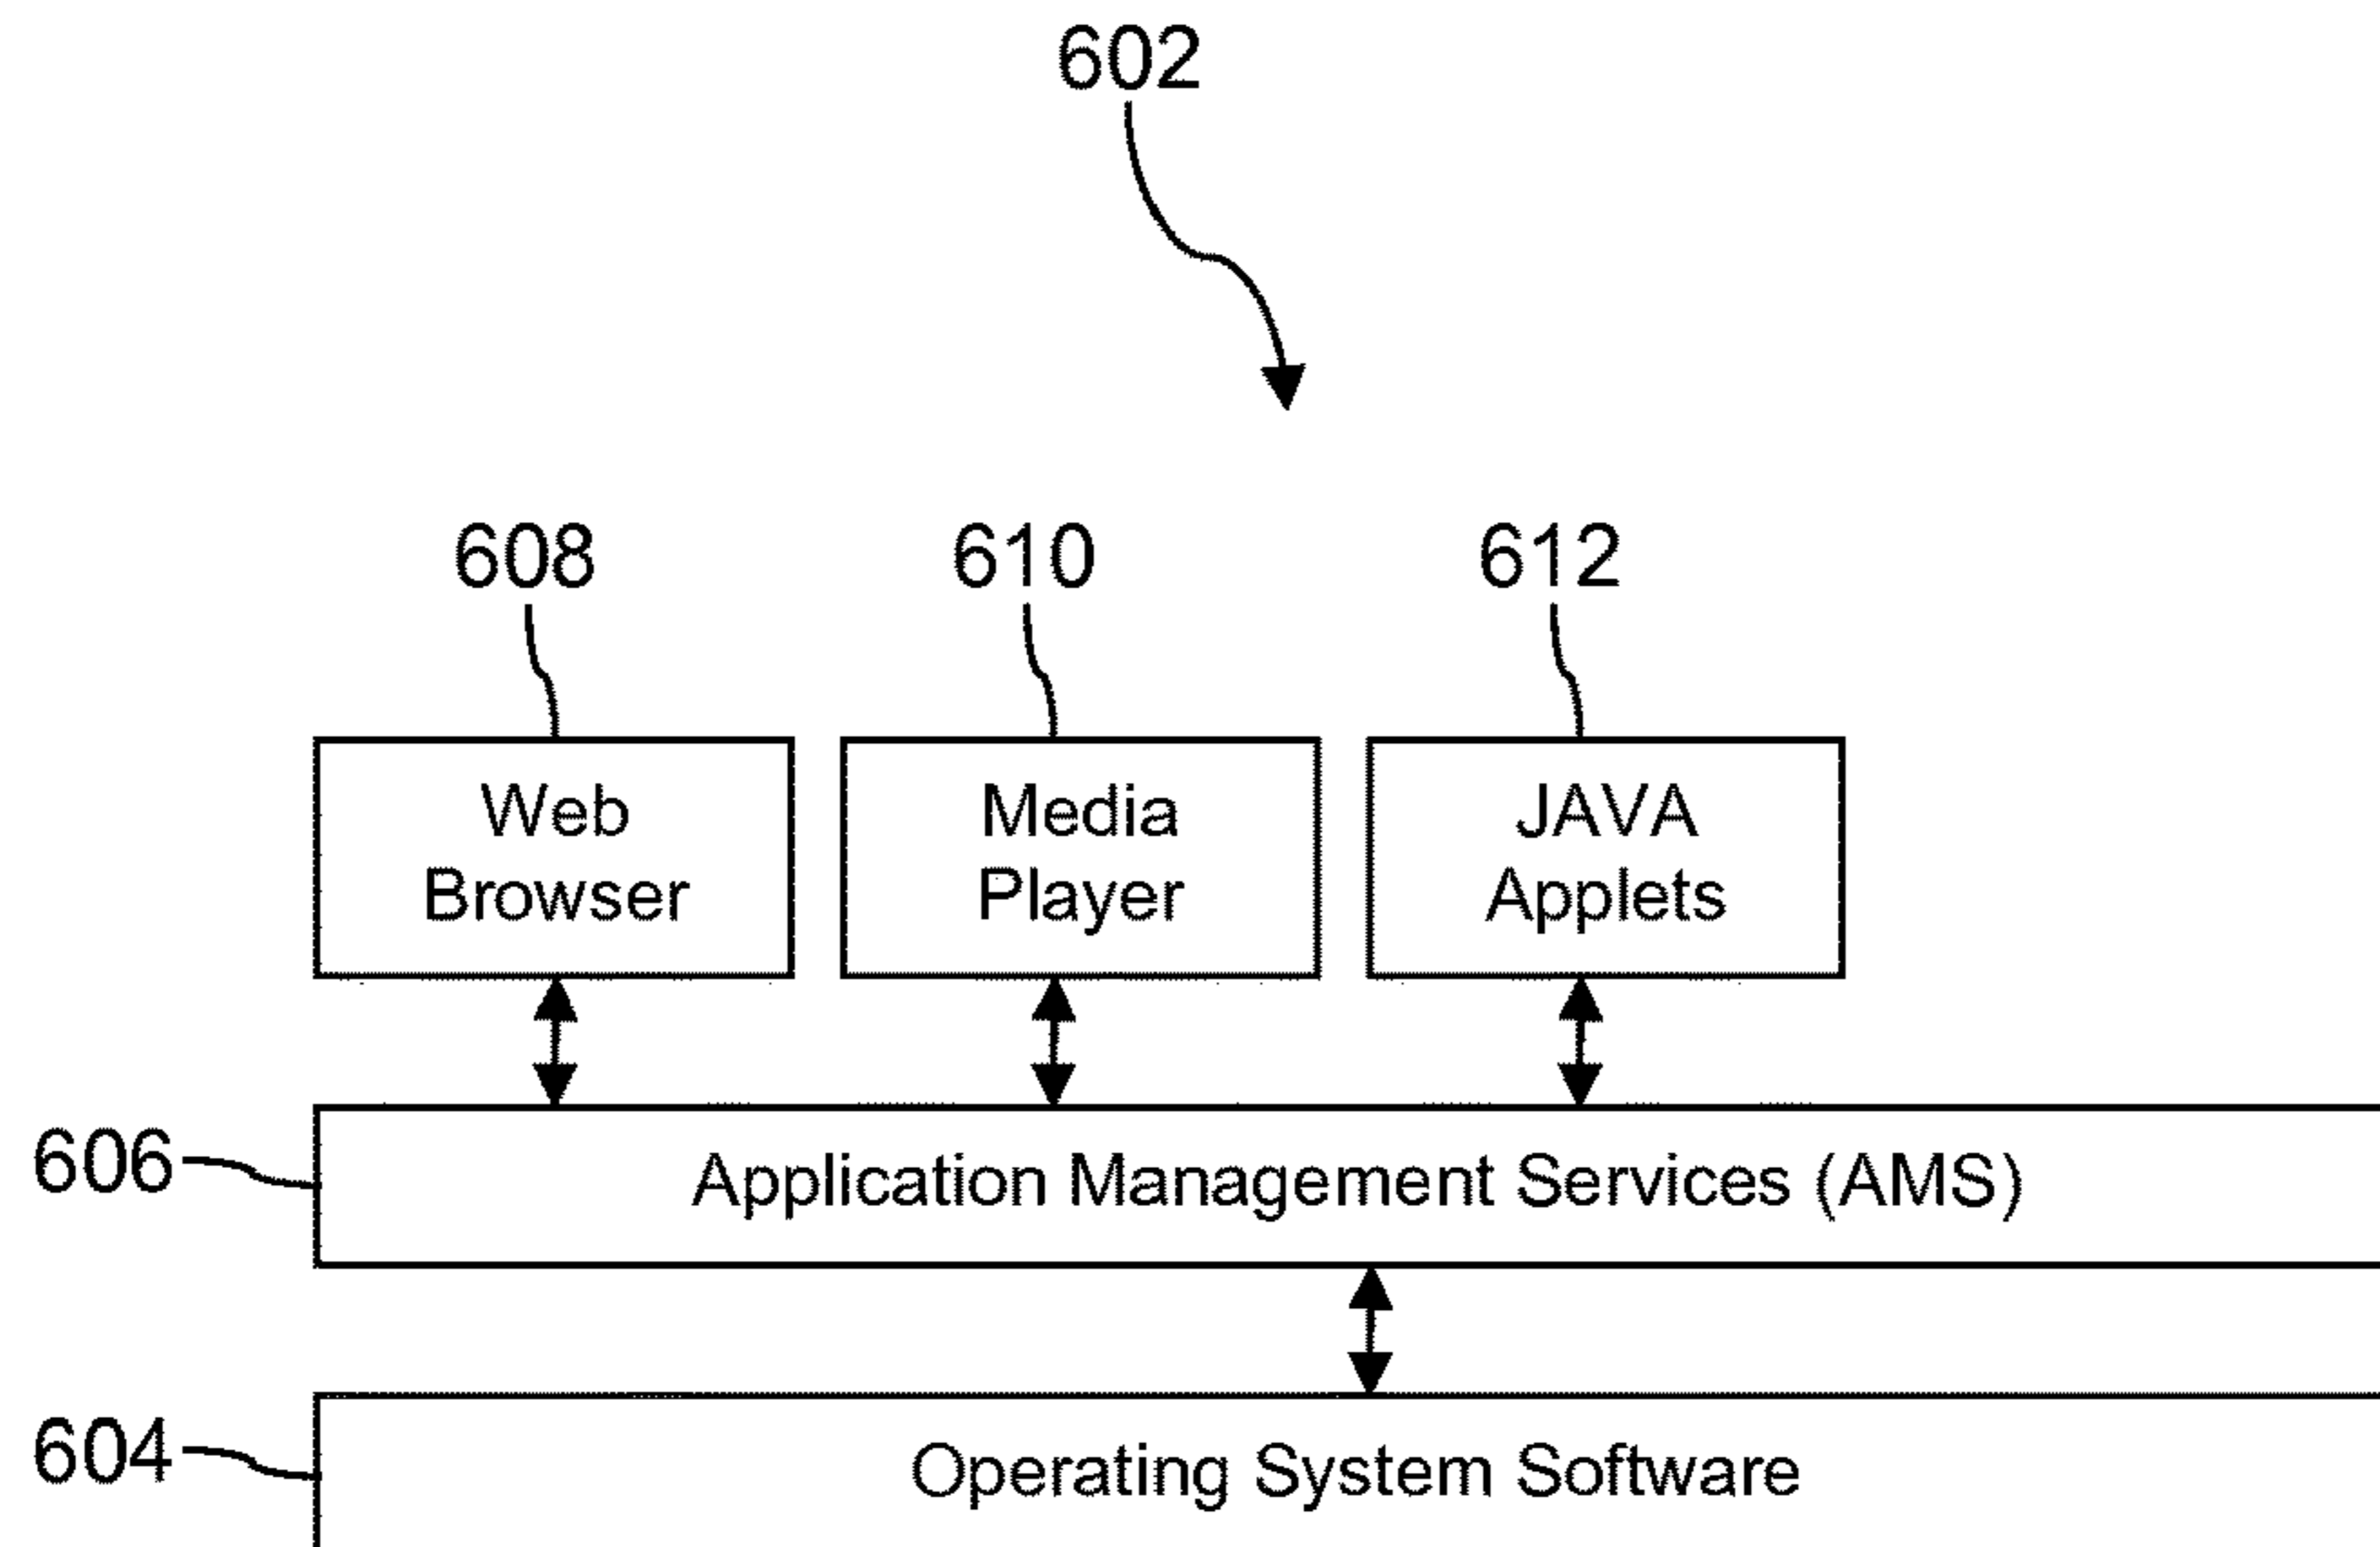 602
608
610
612
Web
Browser
Media
Player
JAVA
Applets
606
Application Management Services (AMS)
604
Operating System Software